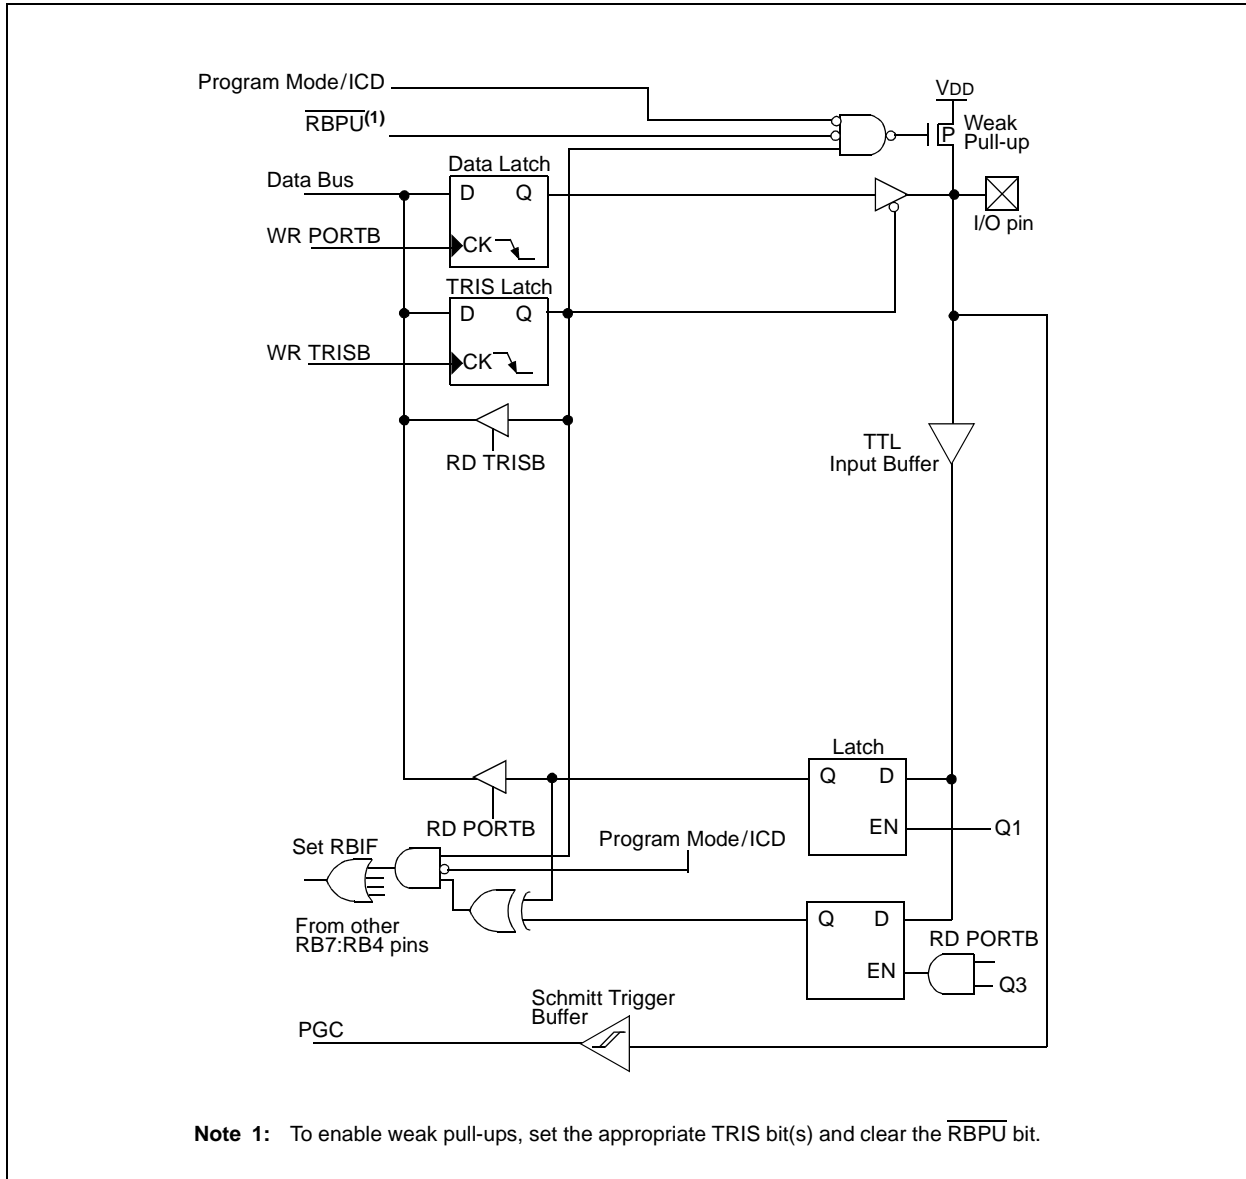 Program Mode/ICD
RBPU(1)
VDD
Weak
Pull-up
P
Data Bus
Data Latch
D Q
WR PORTB
CK
I/O pin
TRIS Latch
D Q
WR TRISB
CK
RD TRISB
TTL
Input Buffer
Latch
Q D
EN
Q1
RD PORTB
Set RBIF
Program Mode/ICD
From other
RB7:RB4 pins
Q D
EN
RD PORTB
Q3
Schmitt Trigger
Buffer
PGC
Note 1: To enable weak pull-ups, set the appropriate TRIS bit(s) and clear the RBPU bit.